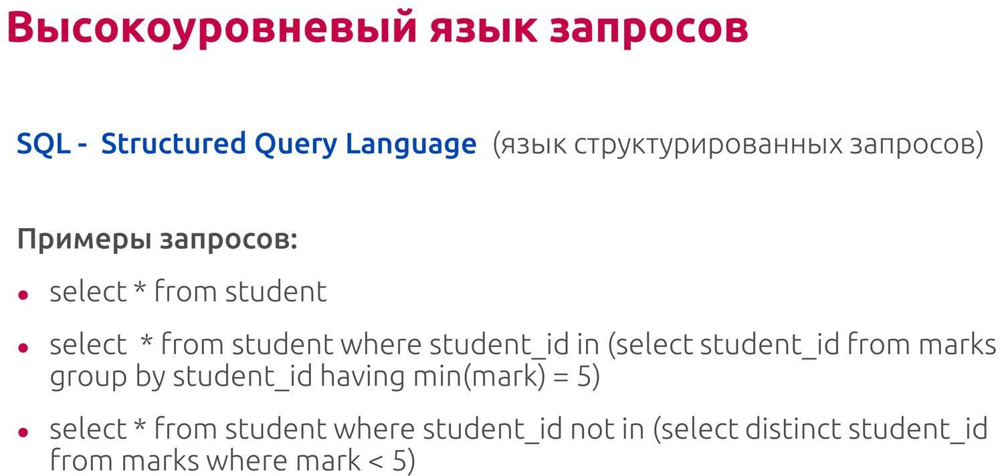 Высокоуровневый язык запросов
SQL - Structured Query Language (язык структурированных запросов)
Примеры запросов:
• select * from student
• select * from student where student_id in (select student_id from marks
group by student_id having min(mark) = 5)
• select * from student where student_id not in (select distinct student_id
from marks where mark < 5)